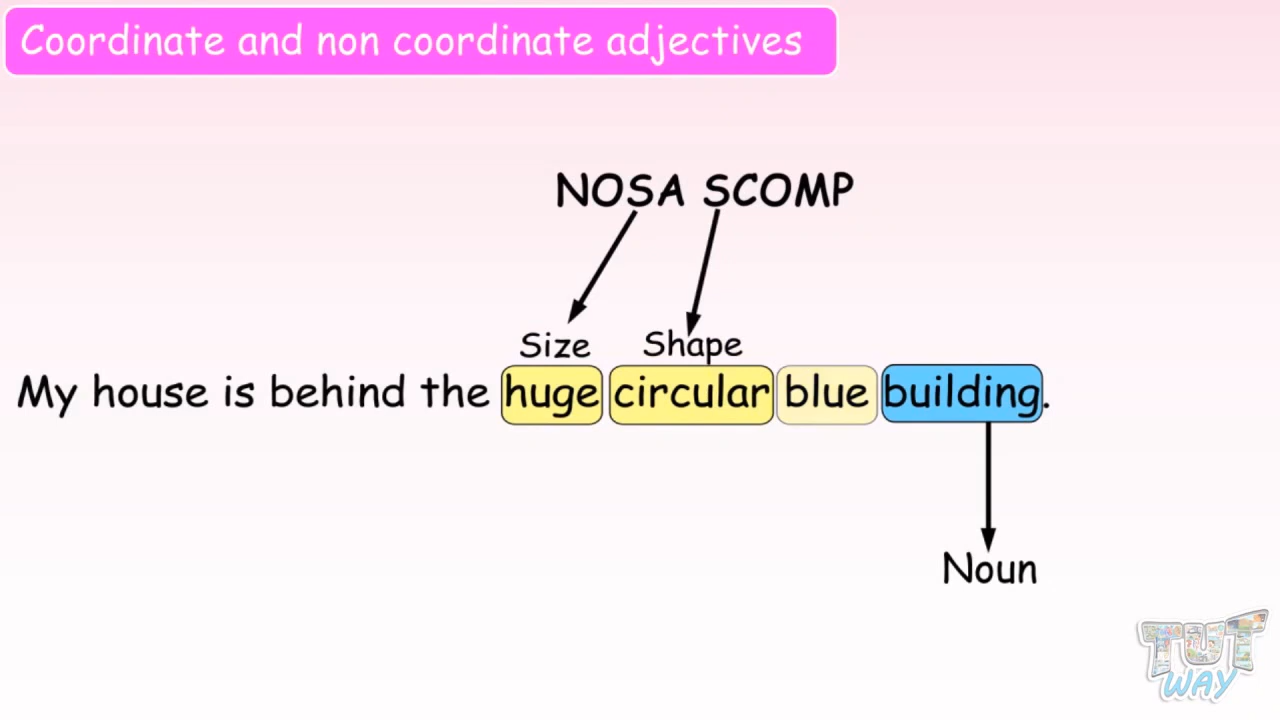 Coordinate and non coordinate adjectives
NOSA SCOMP
Size Shape
My house is behind the huge circular blue building.
Noun
TUT
WAY